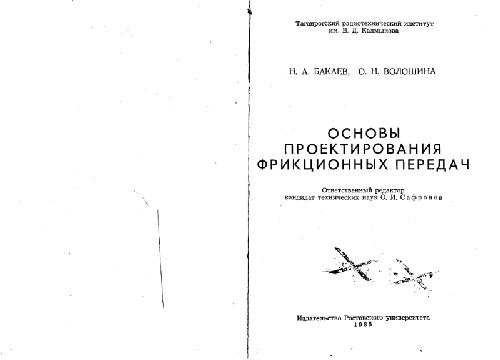 Таганрогский радиотехнический институт
им. В. Д. Калмыкова
Н. А. БАКАЕВ, О. Н. ВОЛОШИНА
ОСНОВЫ
ПРОЕКТИРОВАНИЯ
ФРИКЦИОННЫХ ПЕРЕДАЧ
Ответственный редактор
кандидат технических наук О. И. Сафронов
Издательство Ростовского университета
1985